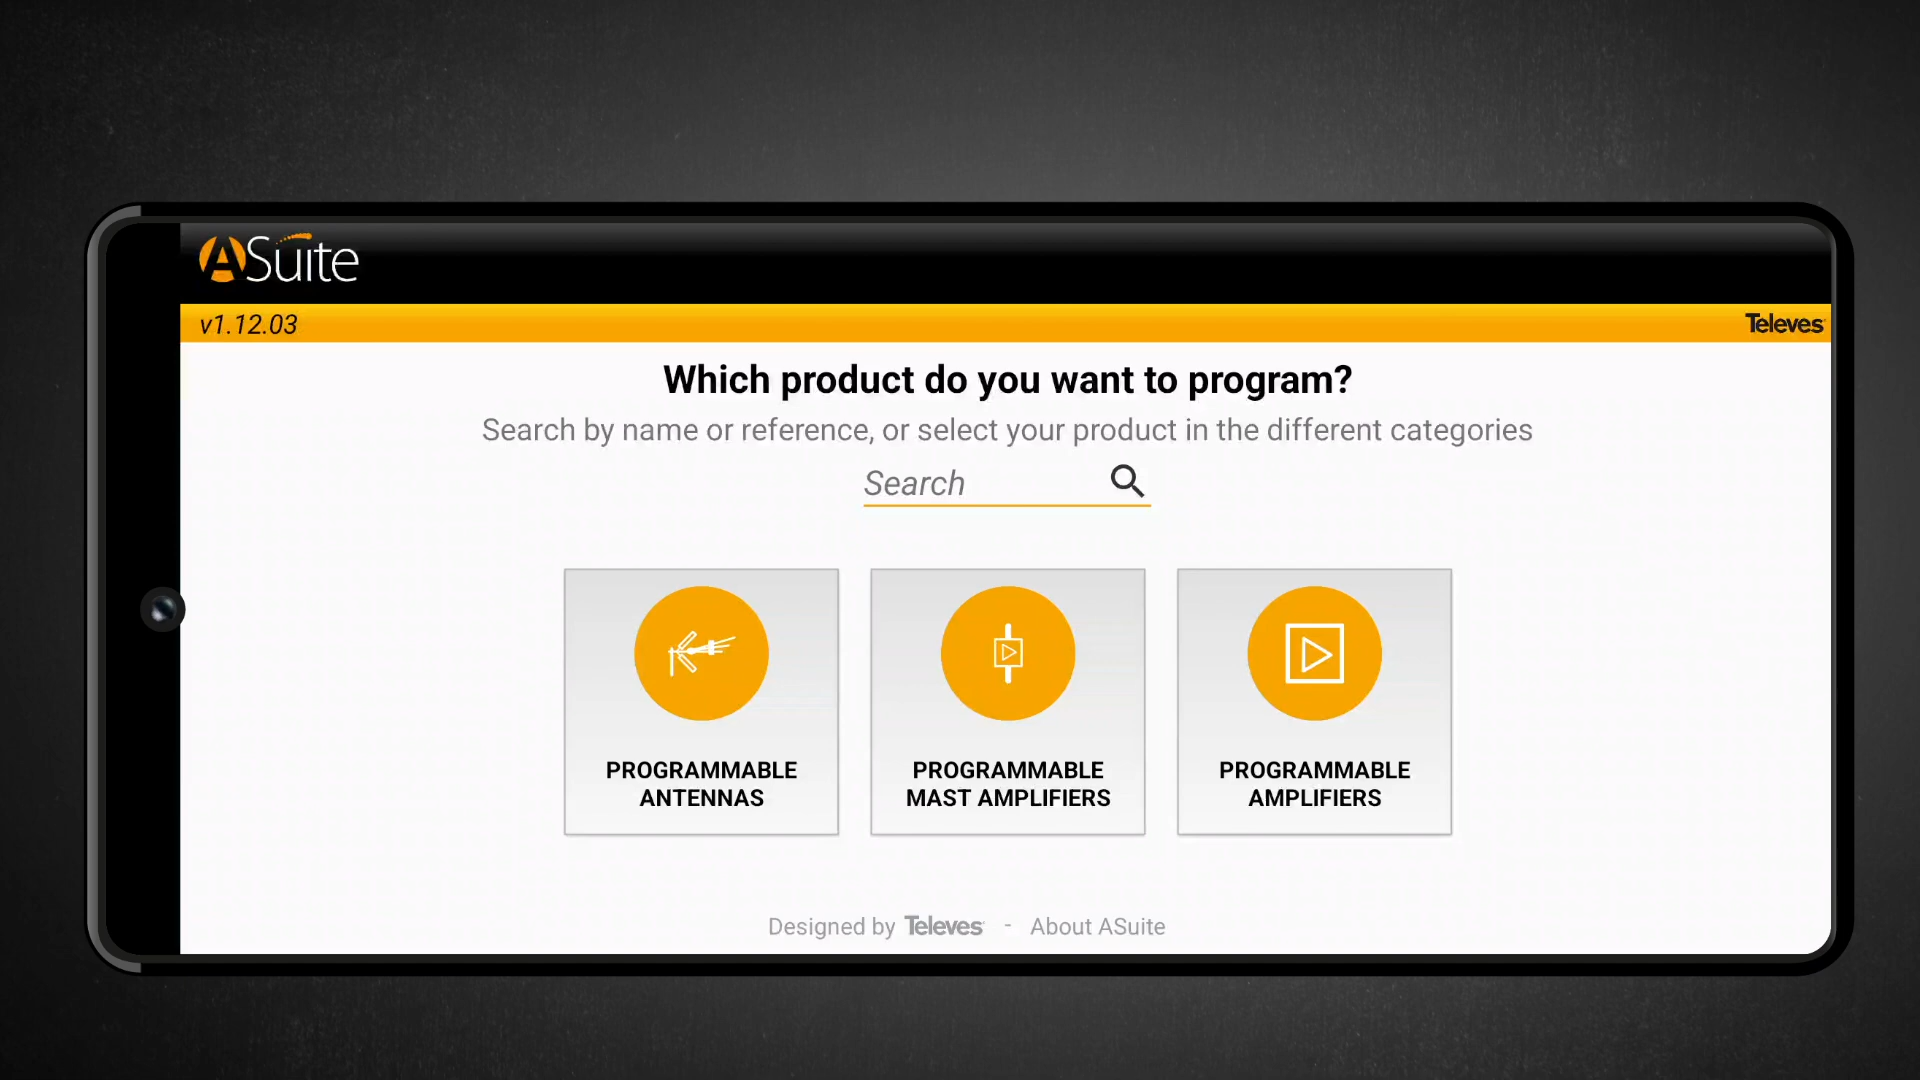 ASuite
v1.12.03
Televes
Which product do you want to program?
Search by name or reference, or select your product in the different categories
Search
PROGRAMMABLE
ANTENNAS
PROGRAMMABLE
MAST AMPLIFIERS
PROGRAMMABLE
AMPLIFIERS
Designed by Televes - About ASuite